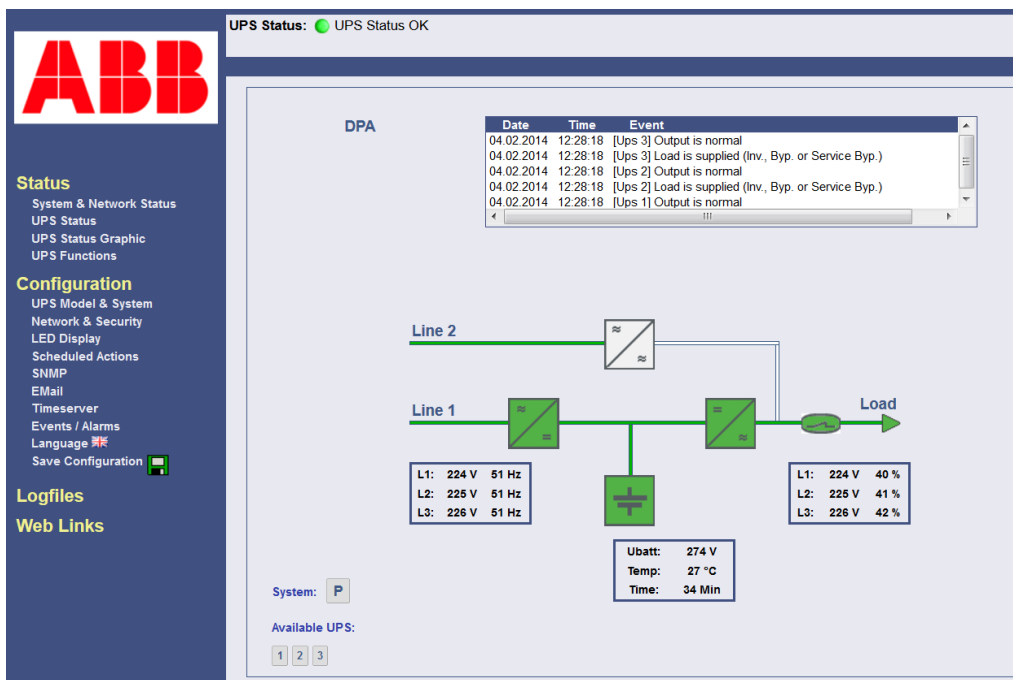 UPS Status: UPS Status OK
ABB
Status
System & Network Status
UPS Status
UPS Status Graphic
UPS Functions
Configuration
UPS Model & System
Network & Security
LED Display
Scheduled Actions
SNMP
EMail
Timeserver
Events / Alarms
Language
Save Configuration
Logfiles
Web Links
DPA
Date Time Event
04.02.2014 12:28:18 [Ups 3] Output is normal
04.02.2014 12:28:18 [Ups 3] Load is supplied (Inv., Byp. or Service Byp.)
04.02.2014 12:28:18 [Ups 2] Output is normal
04.02.2014 12:28:18 [Ups 2] Load is supplied (Inv., Byp. or Service Byp.)
04.02.2014 12:28:18 [Ups 1] Output is normal
Line 2
≈ ≈
Line 1
≈ =
= ≈
Load
L1: 224 V 51 Hz
L2: 225 V 51 Hz
L3: 226 V 51 Hz
L1: 224 V 40 %
L2: 225 V 41 %
L3: 226 V 42 %
Ubatt: 274 V
Temp: 27 °C
Time: 34 Min
System: P
Available UPS:
1 2 3